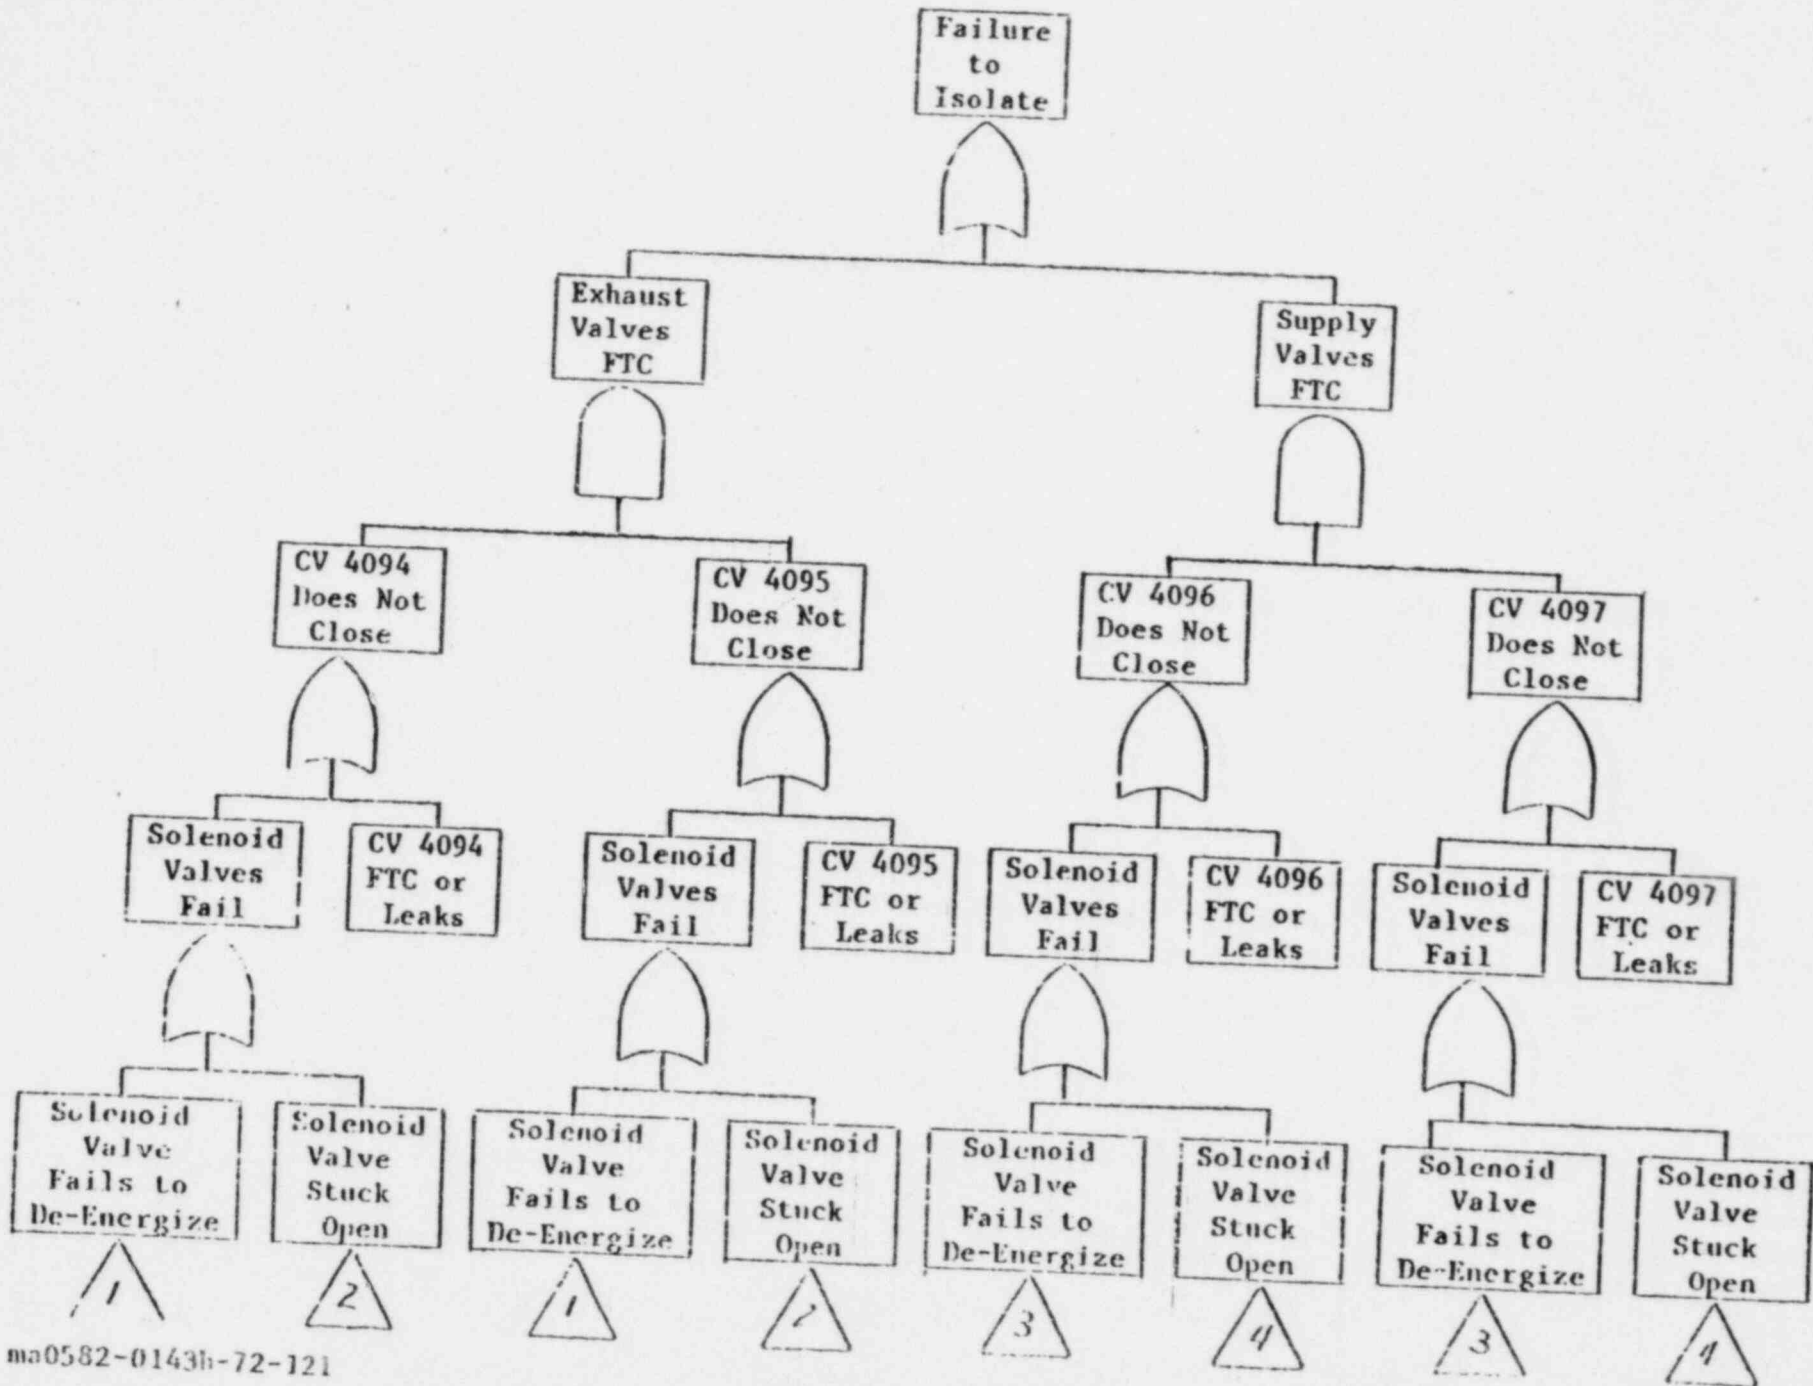 Failure
to
Isolate
Exhaust
Valves
FTC
Supply
Valves
FTC
CV 4094
Does Not
Close
CV 4095
Does Not
Close
CV 4096
Does Not
Close
CV 4097
Does Not
Close
Solenoid
Valves
Fail
CV 4094
FTC or
Leaks
Solenoid
Valves
Fail
CV 4095
FTC or
Leaks
Solenoid
Valves
Fail
CV 4096
FTC or
Leaks
Solenoid
Valves
Fail
CV 4097
FTC or
Leaks
Solenoid
Valve
Fails to
De-Energize
Solenoid
Valve
Stuck
Open
Solenoid
Valve
Fails to
De-Energize
Solenoid
Valve
Stuck
Open
Solenoid
Valve
Fails to
De-Energize
Solenoid
Valve
Stuck
Open
Solenoid
Valve
Fails to
De-Energize
Solenoid
Valve
Stuck
Open
1
2
1
2
3
4
3
4
ma0582-0143h-72-121